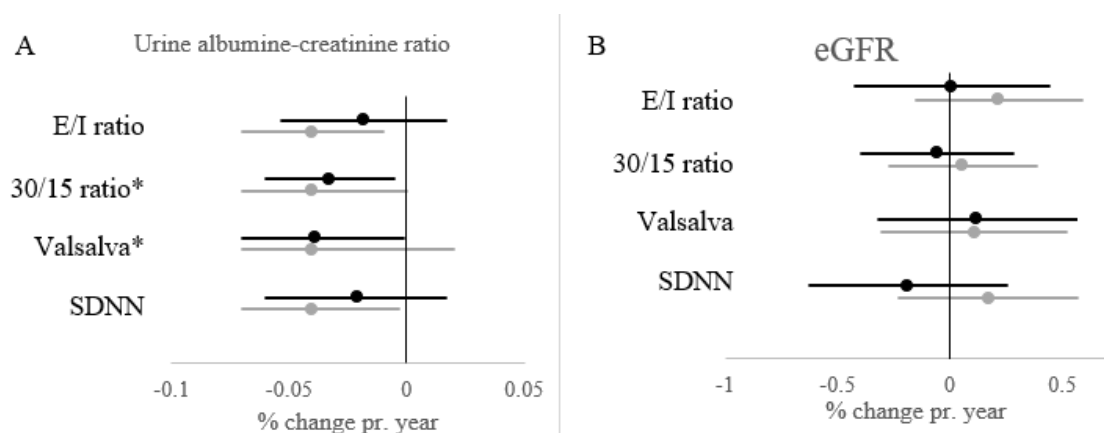 A
Urine albumine-creatinine ratio
E/I ratio
30/15 ratio*
Valsalva*
SDNN
-0.1
-0.05
0
0.05
% change pr. year
B
eGFR
E/I ratio
30/15 ratio
Valsalva
SDNN
-1
-0.5
0
0.5
% change pr. year